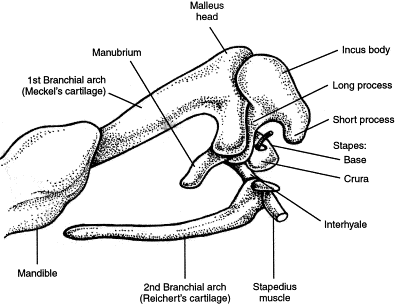 Malleus
head
Manubrium
Incus body
1st Branchial arch
(Meckel's cartilage)
Long process
Short process
Stapes:
Base
Crura
Interhyale
Mandible
2nd Branchial arch
(Reichert's cartilage)
Stapedius
muscle